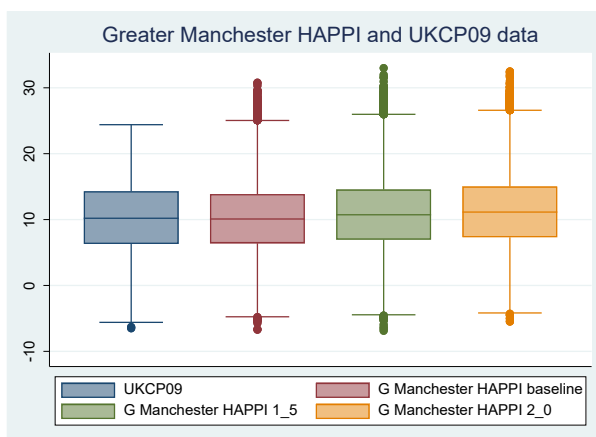 Greater Manchester HAPPI and UKCP09 data
30
20
10
0
-10
UKCP09
G Manchester HAPPI baseline
G Manchester HAPPI 1_5
G Manchester HAPPI 2_0